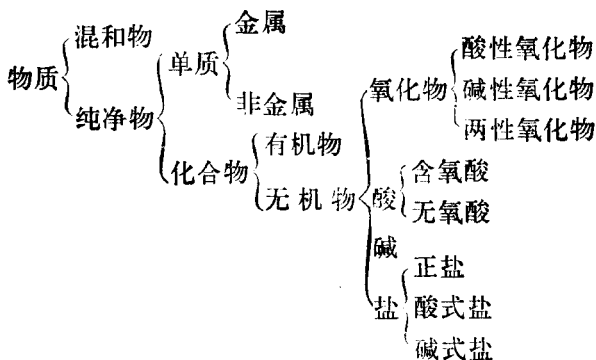 物质
混和物
纯净物
单质
金属
非金属
化合物
有机物
无机物
氧化物
酸性氧化物
碱性氧化物
两性氧化物
酸
含氧酸
无氧酸
碱
盐
正盐
酸式盐
碱式盐